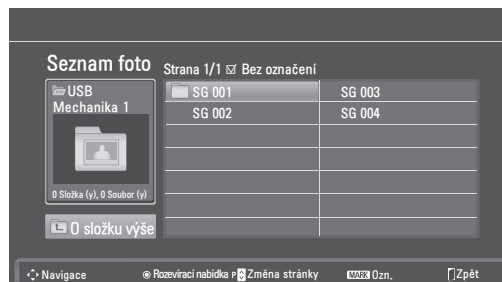 Seznam foto
Strana 1/1 Bez označení
USB
Mechanika 1
0 Složka (y), 0 Soubor (y)
O složku výše
SG 001 SG 003
SG 002 SG 004
Navigace Rozevírací nabídka P Změna stránky MARK Ozn. Zpět